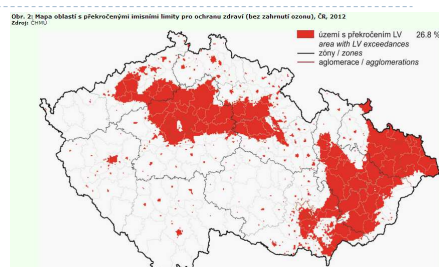 Obr. 2: Mapa oblastí s překročenými imisními limity pro ochranu zdraví (bez zahrnutí ozonu), ČR, 2012
Zdroj: ČHMÚ
území s překročením LV 26.8 %
area with LV exceedances
zóny / zones
aglomerace / agglomerations